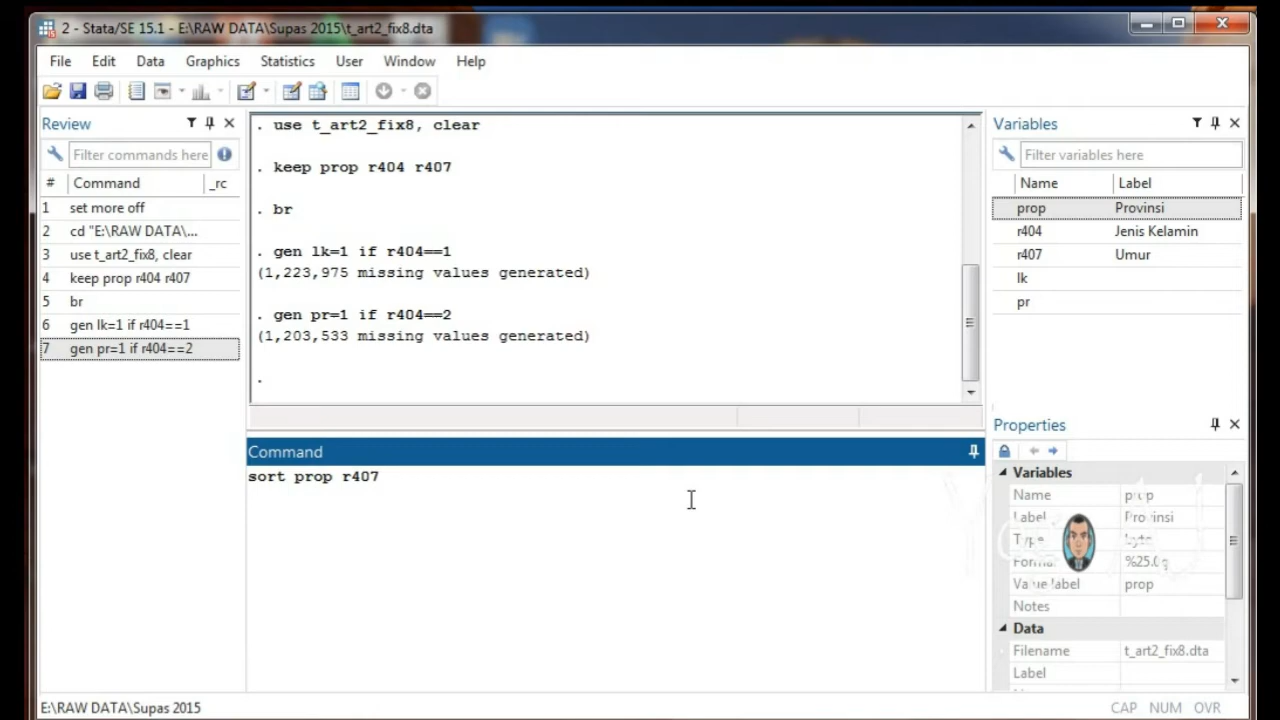 2 - Stata/SE 15.1 - E:\RAW DATA\Supas 2015\t_art2_fix8.dta
File Edit Data Graphics Statistics User Window Help
Review
Filter commands here
# Command _rc
1 set more off
2 cd "E:\RAW DATA\...
3 use t_art2_fix8, clear
4 keep prop r404 r407
5 br
6 gen lk=1 if r404==1
7 gen pr=1 if r404==2
. use t_art2_fix8, clear
. keep prop r404 r407
. br
. gen lk=1 if r404==1
(1,223,975 missing values generated)
. gen pr=1 if r404==2
(1,203,533 missing values generated)
.
Command
sort prop r407
Variables
Filter variables here
Name Label
prop Provinsi
r404 Jenis Kelamin
r407 Umur
lk
pr
Properties
Variables
Name prop
Label Provinsi
Type byte
Format
Value label prop
Notes
Data
Filename t_art2_fix8.dta
Label
E:\RAW DATA\Supas 2015
CAP NUM OVR